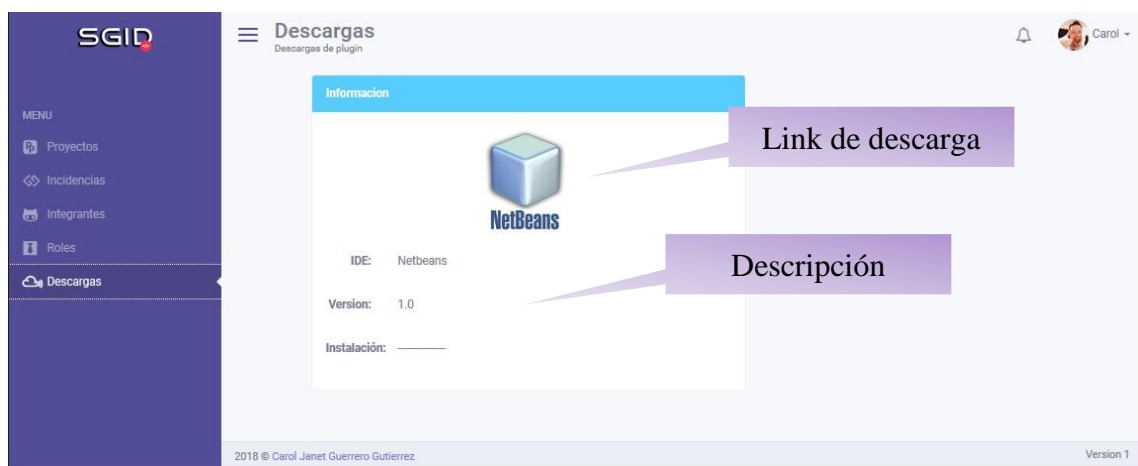 SGID
Descargas
Descargas de plugin
Carol
MENU
Proyectos
Incidencias
Integrantes
Roles
Descargas
Informacion
NetBeans
Link de descarga
IDE: Netbeans
Descripción
Version: 1.0
Instalación: ------------
2018 © Carol Janet Guerrero Gutierrez
Version 1